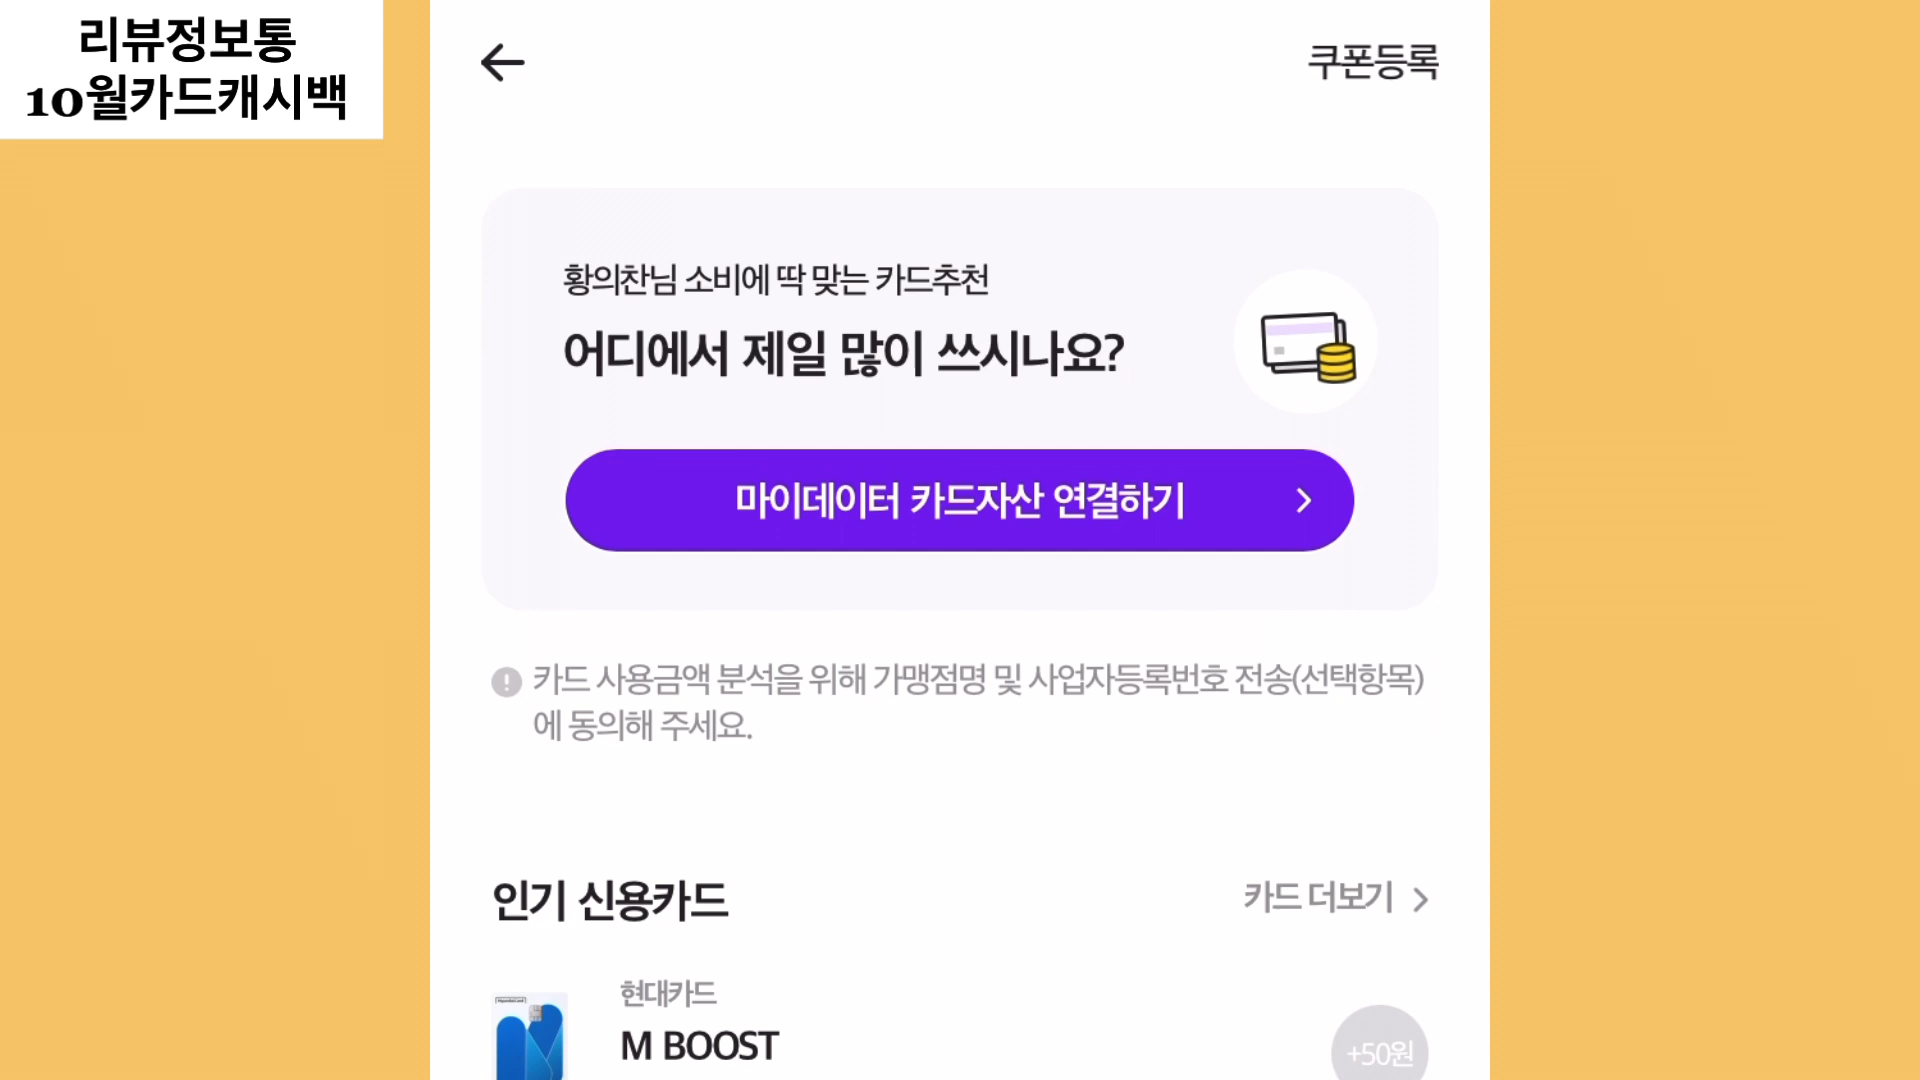 리뷰정보통
10월카드캐시백
쿠폰등록
황의찬님 소비에 딱 맞는 카드추천
어디에서 제일 많이 쓰시나요?
마이데이터 카드자산 연결하기
카드 사용금액 분석을 위해 가맹점명 및 사업자등록번호 전송(선택항목)
에 동의해 주세요.
인기 신용카드
카드 더보기
현대카드
M BOOST
+50원